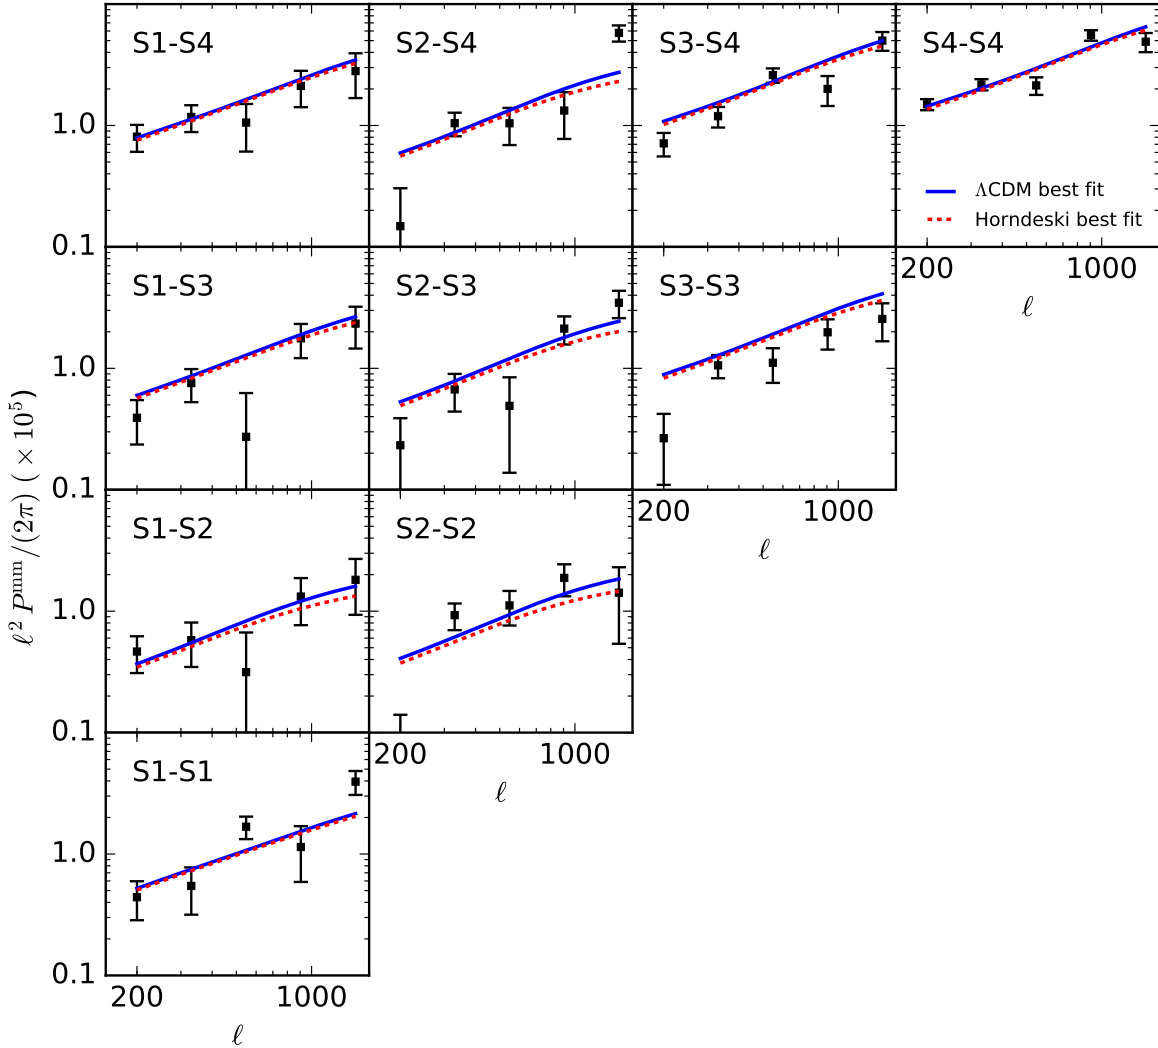 S1-S4
S2-S4
S3-S4
S4-S4
1.0
ΛCDM best fit
Horndeski best fit
0.1
200
1000
ℓ
S1-S3
S2-S3
S3-S3
1.0
0.1
200
1000
ℓ
ℓ² Pᵐᵐ/(2π) (×10⁵)
S1-S2
S2-S2
1.0
0.1
200
1000
ℓ
S1-S1
1.0
0.1
200
1000
ℓ